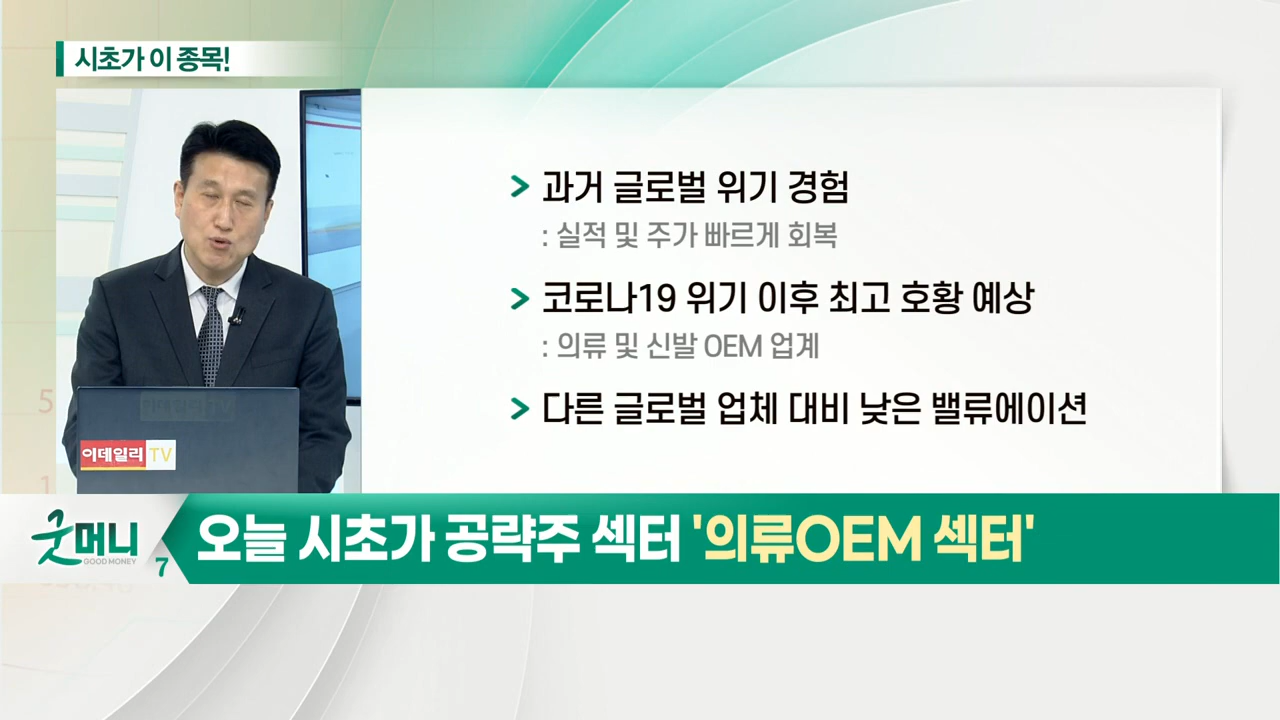 시초가 이 종목!
> 과거 글로벌 위기 경험
: 실적 및 주가 빠르게 회복
> 코로나19 위기 이후 최고 호황 예상
: 의류 및 신발 OEM 업계
> 다른 글로벌 업체 대비 낮은 밸류에이션
이데일리TV
굿머니
GOOD MONEY
7
오늘 시초가 공략주 섹터 '의류OEM 섹터'